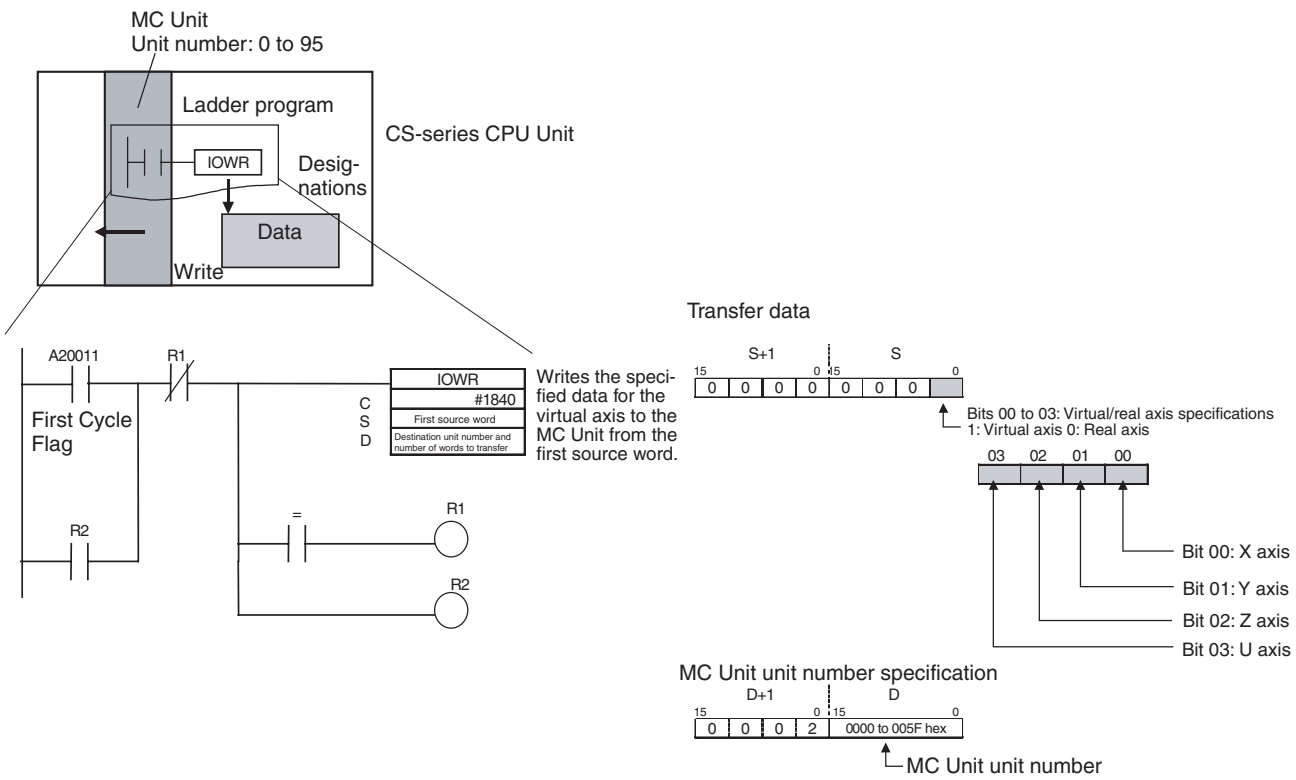 MC Unit
Unit number: 0 to 95
Ladder program
IOWR
Desig-
nations
CS-series CPU Unit
Data
Write
Transfer data
S+1 S
15 0 15 0
0 0 0 0 0 0 0
Bits 00 to 03: Virtual/real axis specifications
1: Virtual axis 0: Real axis
03 02 01 00
Bit 00: X axis
Bit 01: Y axis
Bit 02: Z axis
Bit 03: U axis
A20011
R1
First Cycle
Flag
R2
IOWR
C #1840
S First source word
D Destination unit number and
number of words to transfer
Writes the speci-
fied data for the
virtual axis to the
MC Unit from the
first source word.
=
R1
R2
MC Unit unit number specification
D+1 D
15 0 15 0
0 0 0 2 0000 to 005F hex
MC Unit unit number